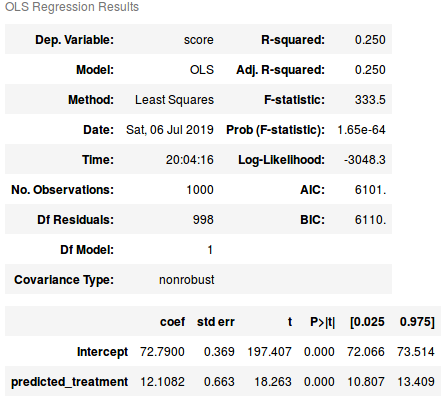 OLS Regression Results
Dep. Variable: score R-squared: 0.250
Model: OLS Adj. R-squared: 0.250
Method: Least Squares F-statistic: 333.5
Date: Sat, 06 Jul 2019 Prob (F-statistic): 1.65e-64
Time: 20:04:16 Log-Likelihood: -3048.3
No. Observations: 1000 AIC: 6101.
Df Residuals: 998 BIC: 6110.
Df Model: 1
Covariance Type: nonrobust
coef std err t P>|t| [0.025 0.975]
Intercept 72.7900 0.369 197.407 0.000 72.066 73.514
predicted_treatment 12.1082 0.663 18.263 0.000 10.807 13.409